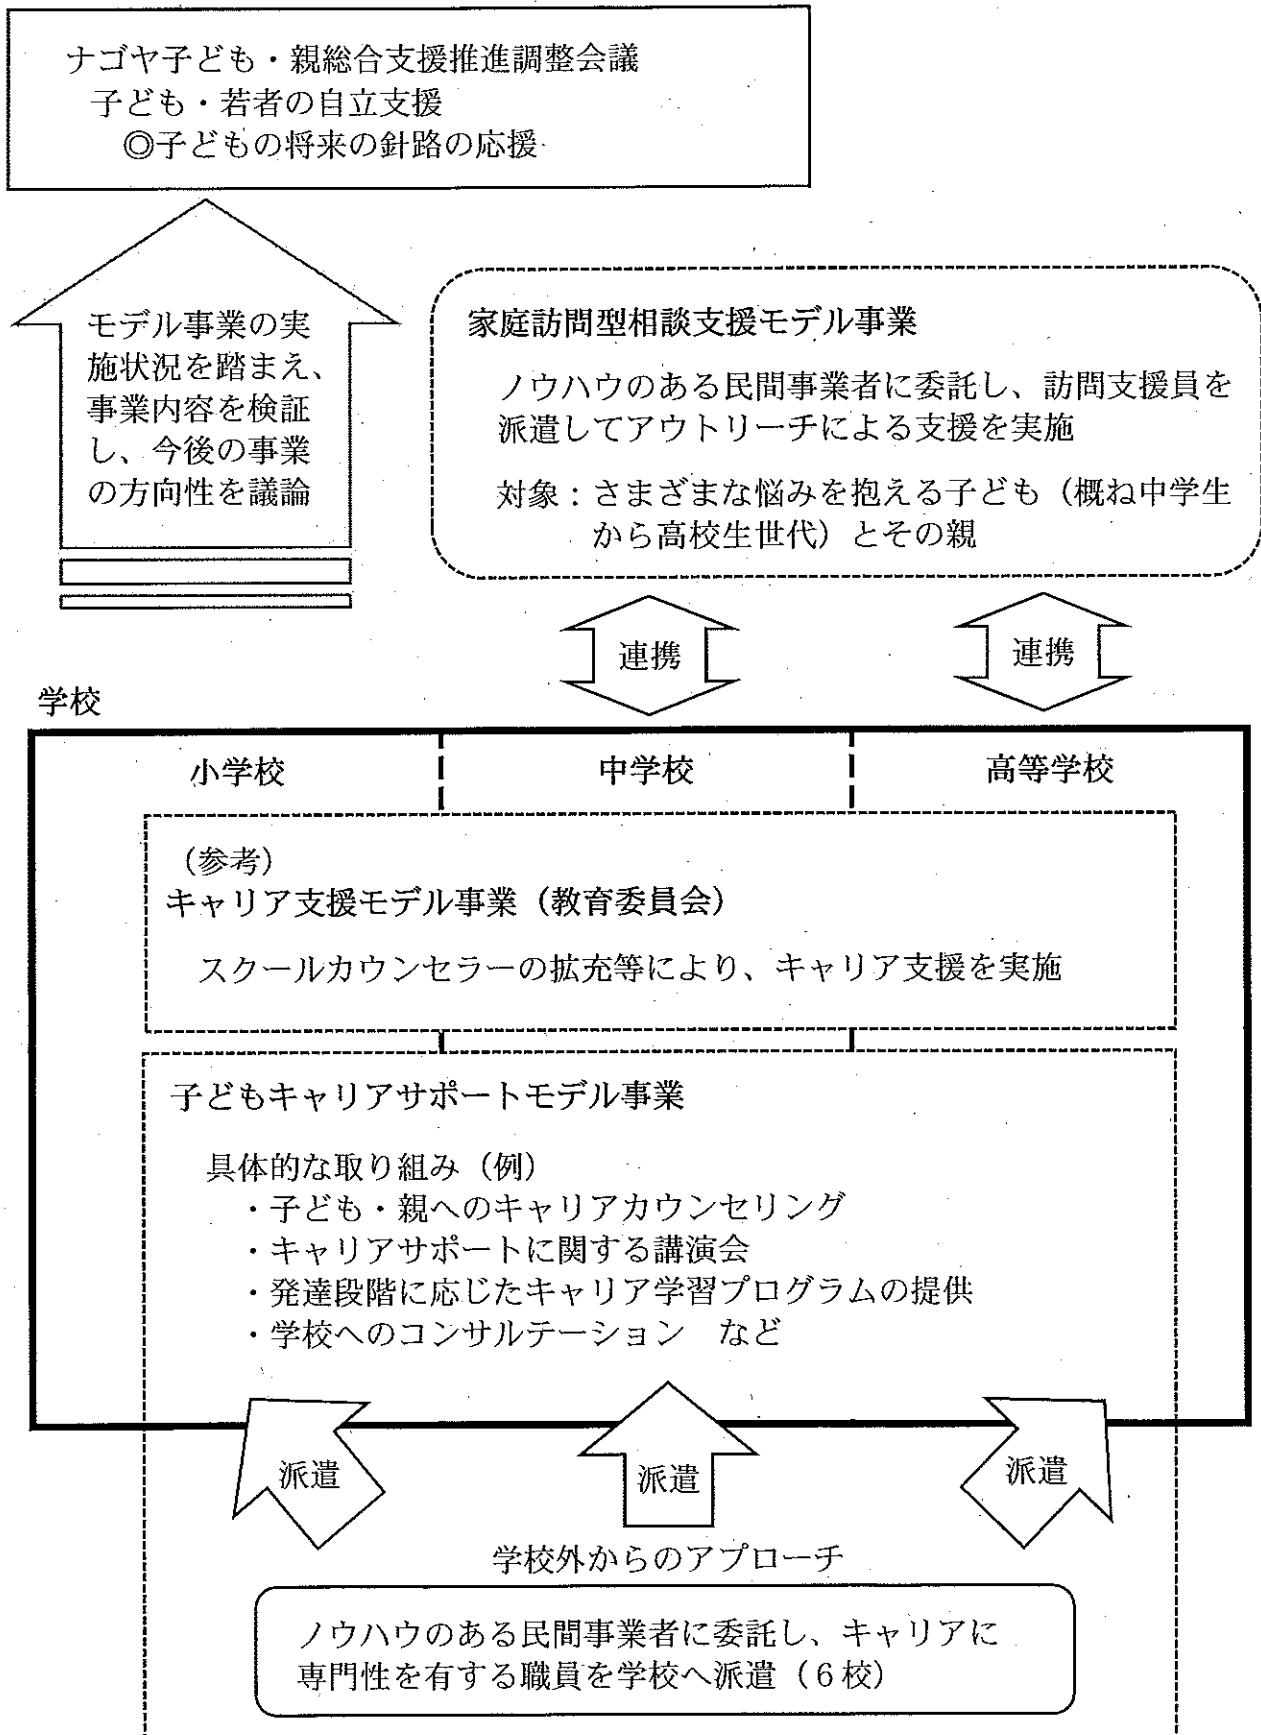 ナゴヤ子ども・親総合支援推進調整会議
子ども・若者の自立支援
◎子どもの将来の針路の応援
モデル事業の実
施状況を踏まえ、
事業内容を検証
し、今後の事業
の方向性を議論
家庭訪問型相談支援モデル事業
ノウハウのある民間事業者に委託し、訪問支援員を
派遣してアウトリーチによる支援を実施
対象：さまざまな悩みを抱える子ども（概ね中学生
から高校生世代）とその親
連携
連携
学校
小学校
中学校
高等学校
（参考）
キャリア支援モデル事業（教育委員会）
スクールカウンセラーの拡充等により、キャリア支援を実施
子どもキャリアサポートモデル事業
具体的な取り組み（例）
・子ども・親へのキャリアカウンセリング
・キャリアサポートに関する講演会
・発達段階に応じたキャリア学習プログラムの提供
・学校へのコンサルテーション　など
派遣
派遣
派遣
学校外からのアプローチ
ノウハウのある民間事業者に委託し、キャリアに
専門性を有する職員を学校へ派遣（６校）